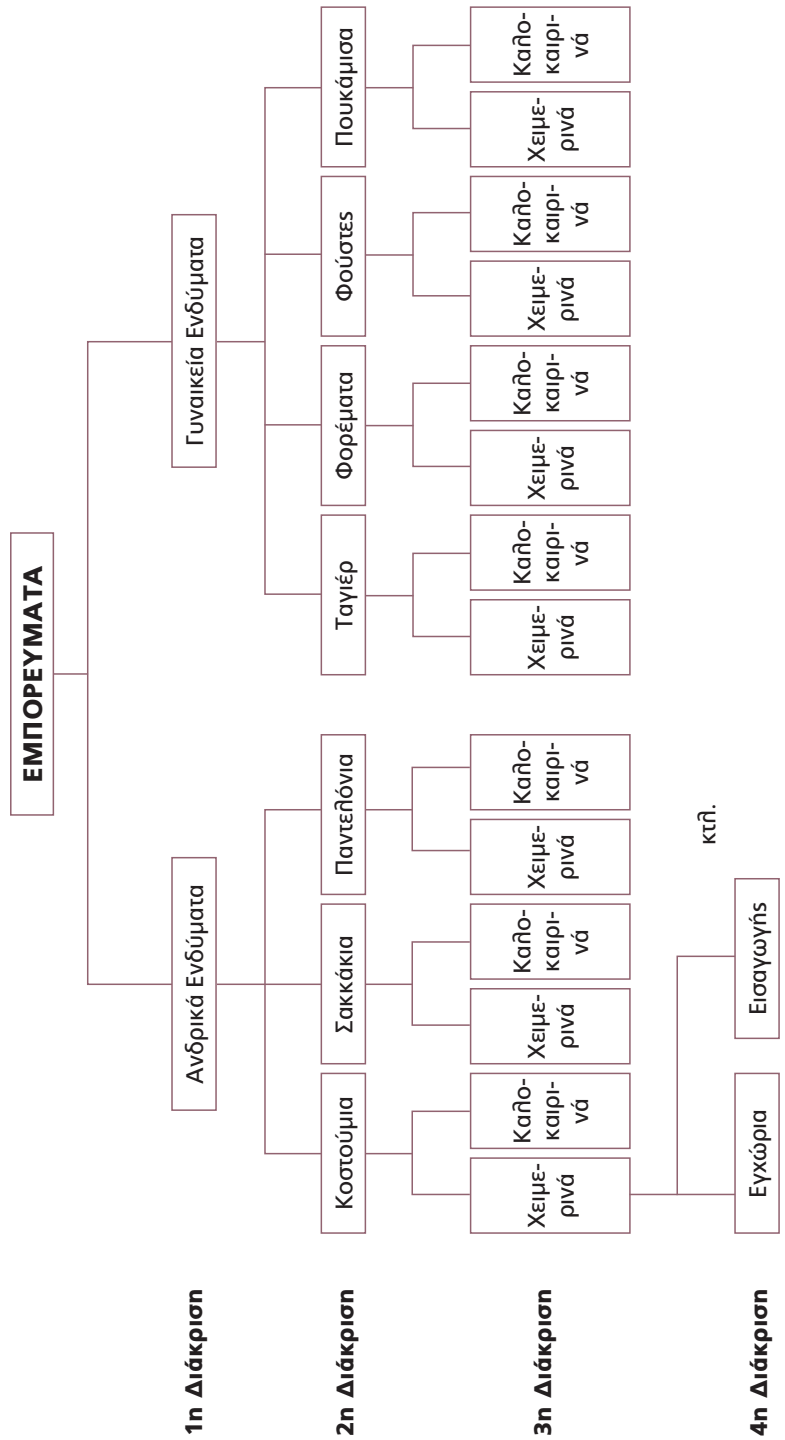 ΕΜΠΟΡΕΥΜΑΤΑ
1η Διάκριση
Ανδρικά Ενδύματα
Γυναικεία Ενδύματα
2η Διάκριση
Κοστούμια
Σακκάκια
Παντελόνια
Ταγιέρ
Φορέματα
Φούστες
Πουκάμισα
3η Διάκριση
Χειμε-
ρινά
Καλο-
καιρι-
νά
Χειμε-
ρινά
Καλο-
καιρι-
νά
Χειμε-
ρινά
Καλο-
καιρι-
νά
Χειμε-
ρινά
Καλο-
καιρι-
νά
Χειμε-
ρινά
Καλο-
καιρι-
νά
Χειμε-
ρινά
Καλο-
καιρι-
νά
Χειμε-
ρινά
Καλο-
καιρι-
νά
κτλ.
4η Διάκριση
Εγχώρια
Εισαγωγής